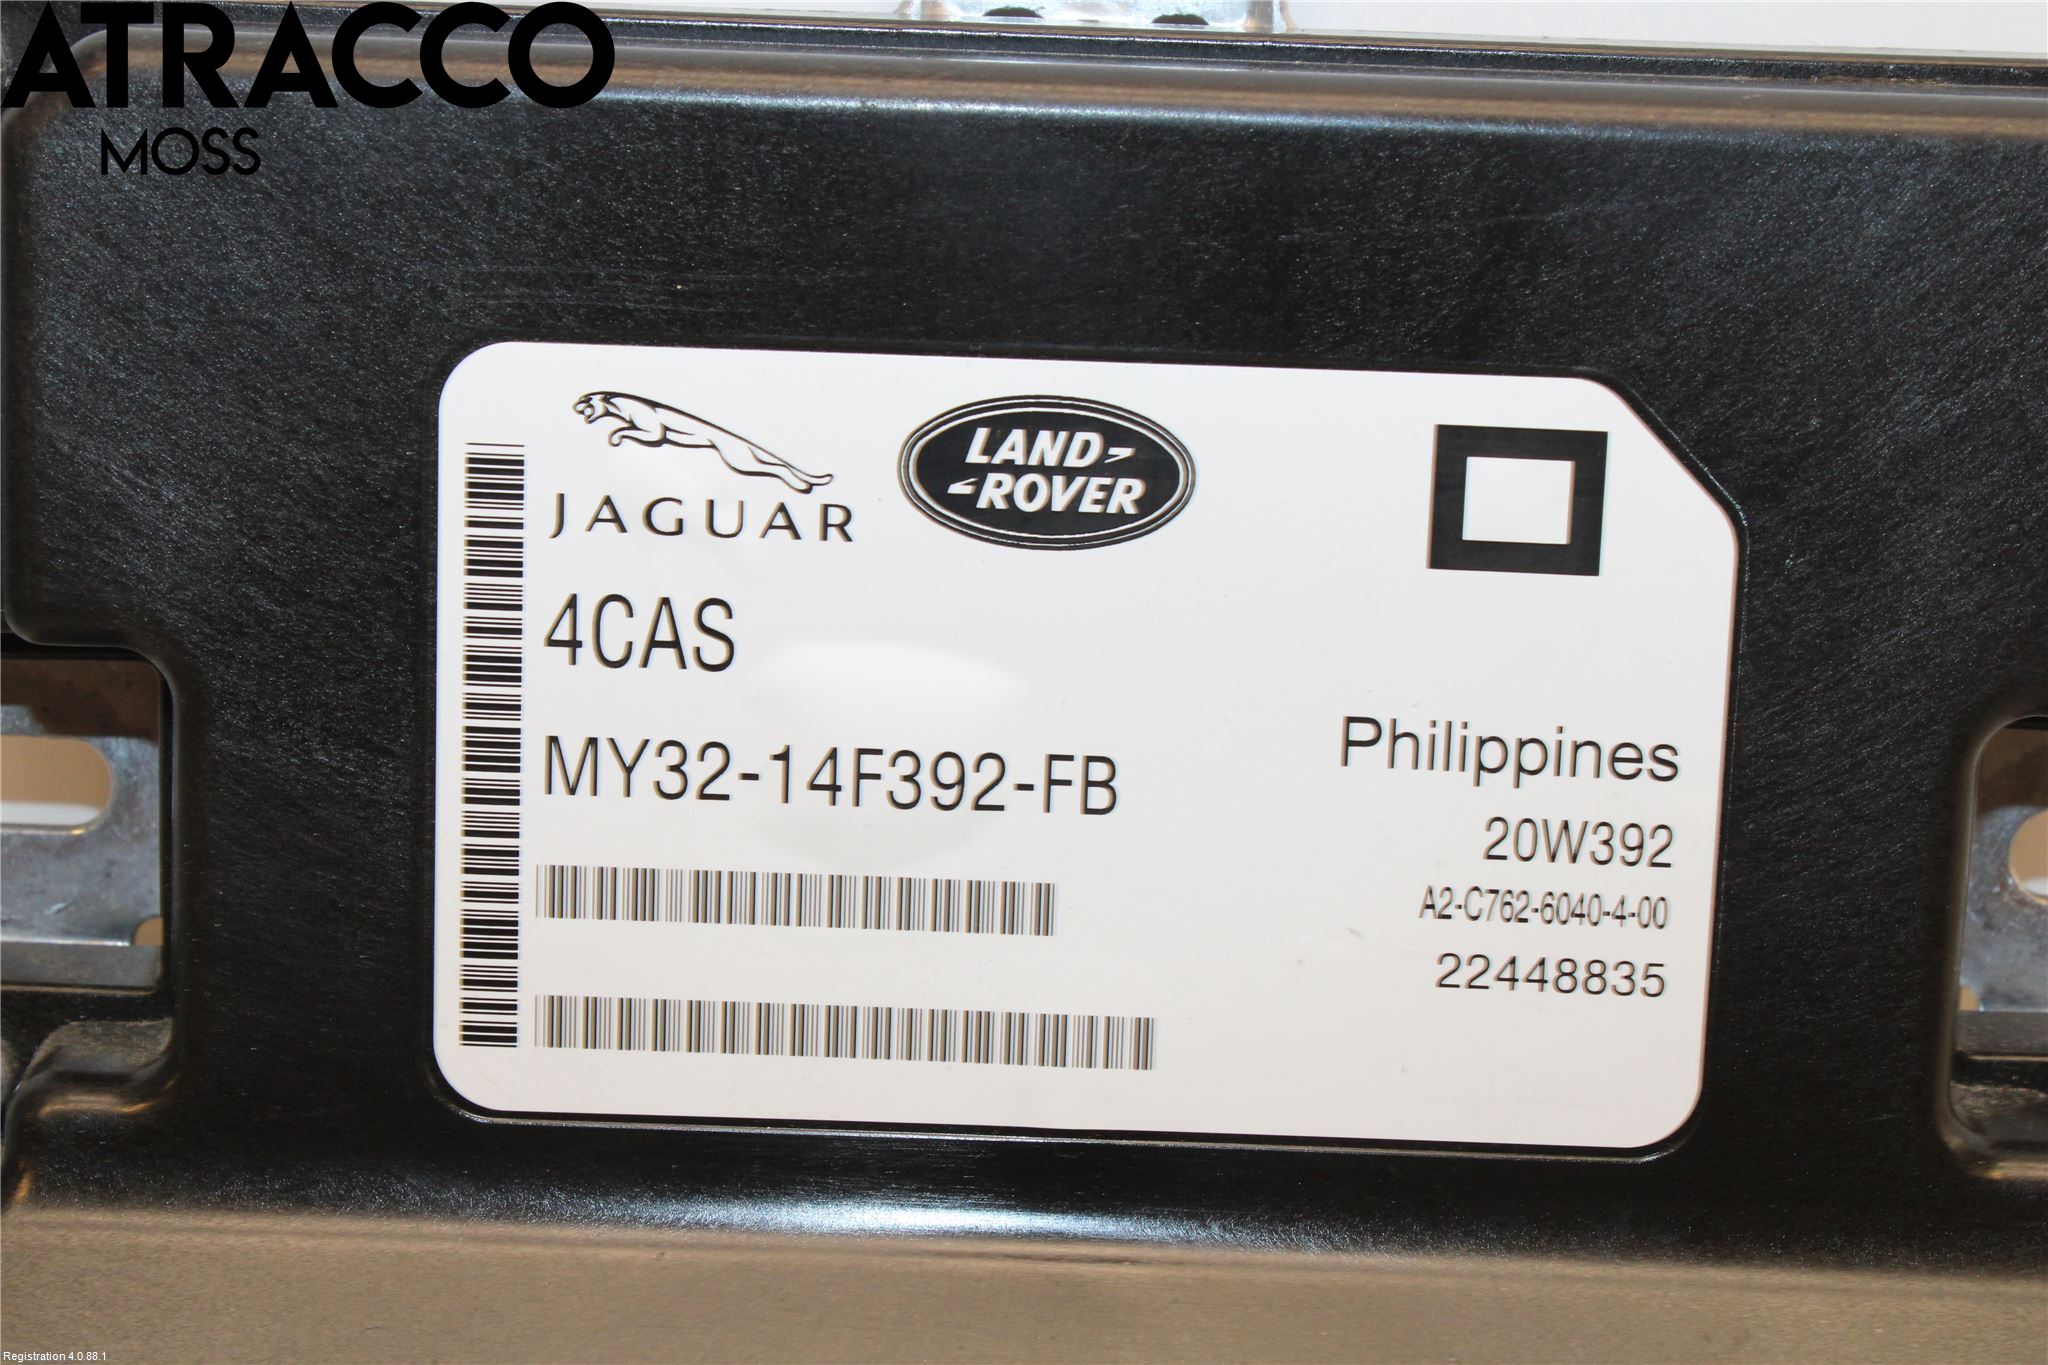 ATRACCO
MOSS
JAGUAR
LAND
ROVER
4CAS
MY32-14F392-FB
Philippines
20W392
A2-C762-6040-4-00
22448835
Registration 4.0.88.1